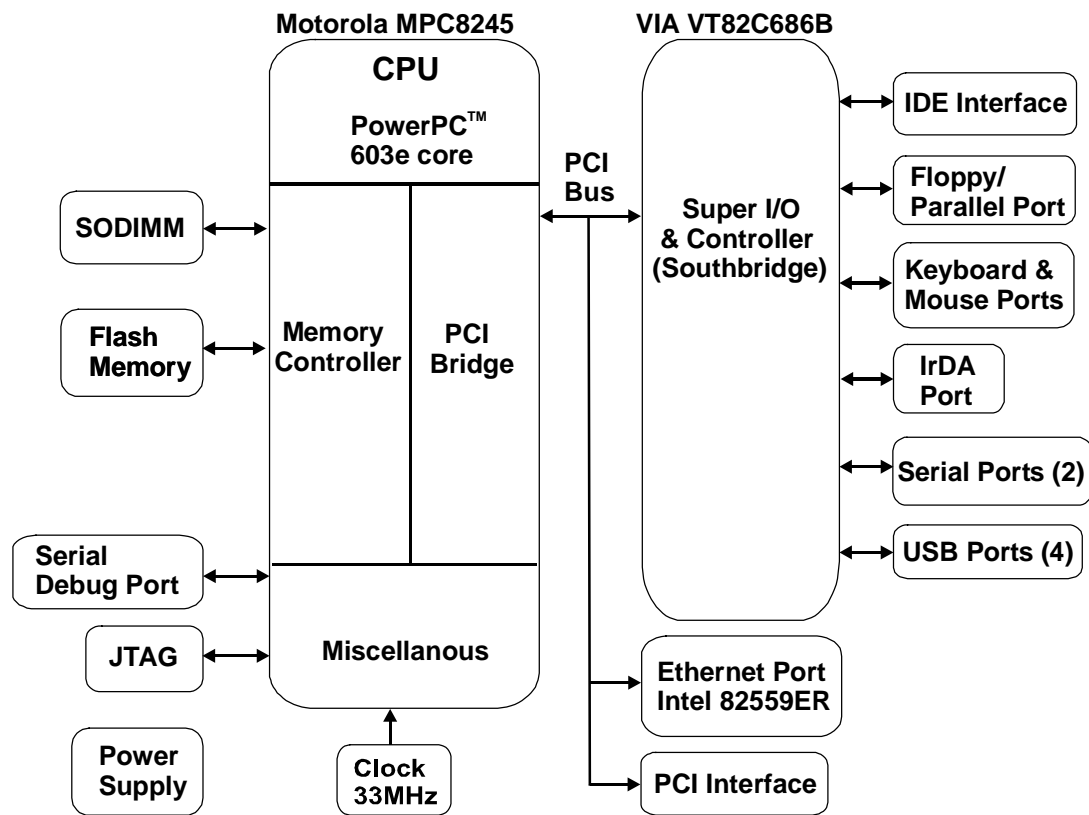 Motorola MPC8245
VIA VT82C686B
CPU
PowerPC™
603e core
PCI
Bus
Super I/O
& Controller
(Southbridge)
IDE Interface
Floppy/
Parallel Port
Keyboard &
Mouse Ports
IrDA
Port
Serial Ports (2)
USB Ports (4)
SODIMM
Flash
Memory
Memory
Controller
PCI
Bridge
Serial
Debug Port
JTAG
Miscellanous
Power
Supply
Clock
33MHz
Ethernet Port
Intel 82559ER
PCI Interface